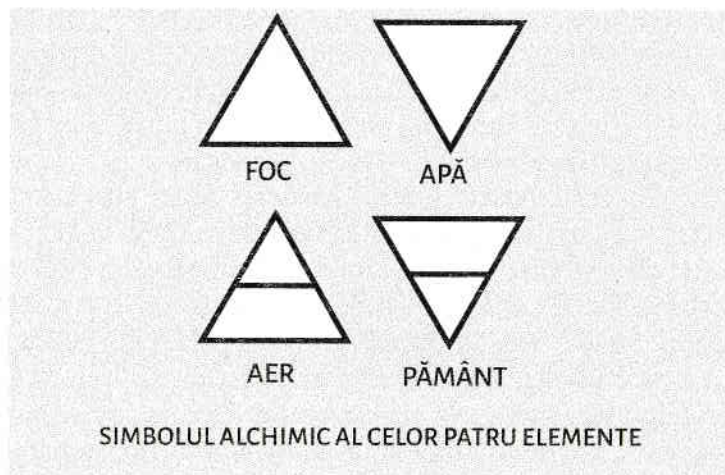 FOC APĂ
AER PĂMÂNT
SIMBOLUL ALCHIMIC AL CELOR PATRU ELEMENTE